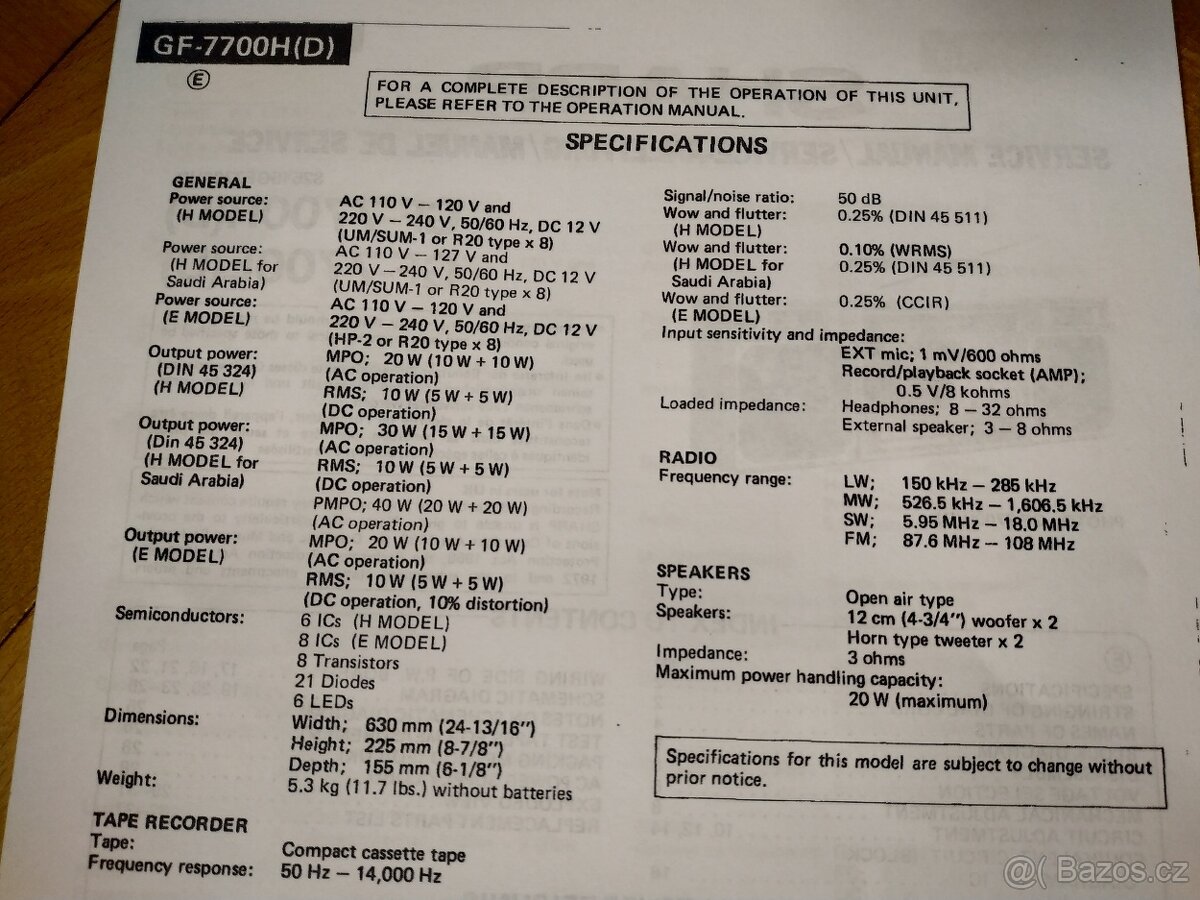 GF-7700H(D)
E
FOR A COMPLETE DESCRIPTION OF THE OPERATION OF THIS UNIT,
PLEASE REFER TO THE OPERATION MANUAL.
SPECIFICATIONS
GENERAL
Power source: AC 110 V – 120 V and
(H MODEL) 220 V – 240 V, 50/60 Hz, DC 12 V
(UM/SUM-1 or R20 type x 8)
Power source: AC 110 V – 127 V and
(H MODEL for 220 V – 240 V, 50/60 Hz, DC 12 V
Saudi Arabia) (UM/SUM-1 or R20 type x 8)
Power source: AC 110 V – 120 V and
(E MODEL) 220 V – 240 V, 50/60 Hz, DC 12 V
(HP-2 or R20 type x 8)
Output power: MPO; 20 W (10 W + 10 W)
(DIN 45 324) (AC operation)
(H MODEL) RMS; 10 W (5 W + 5 W)
(DC operation)
Output power: MPO; 30 W (15 W + 15 W)
(Din 45 324) (AC operation)
(H MODEL for RMS; 10 W (5 W + 5 W)
Saudi Arabia) (DC operation)
PMPO; 40 W (20 W + 20 W)
(AC operation)
Output power: MPO; 20 W (10 W + 10 W)
(E MODEL) (AC operation)
RMS; 10 W (5 W + 5 W)
(DC operation, 10% distortion)
Semiconductors: 6 ICs (H MODEL)
8 ICs (E MODEL)
8 Transistors
21 Diodes
6 LEDs
Dimensions: Width; 630 mm (24-13/16")
Height; 225 mm (8-7/8")
Depth; 155 mm (6-1/8")
Weight: 5.3 kg (11.7 lbs.) without batteries
TAPE RECORDER
Tape: Compact cassette tape
Frequency response: 50 Hz – 14,000 Hz
Signal/noise ratio: 50 dB
Wow and flutter: 0.25% (DIN 45 511)
(H MODEL)
Wow and flutter: 0.10% (WRMS)
(H MODEL for 0.25% (DIN 45 511)
Saudi Arabia)
Wow and flutter: 0.25% (CCIR)
(E MODEL)
Input sensitivity and impedance:
EXT mic; 1 mV/600 ohms
Record/playback socket (AMP);
0.5 V/8 kohms
Loaded impedance: Headphones; 8 – 32 ohms
External speaker; 3 – 8 ohms
RADIO
Frequency range: LW; 150 kHz – 285 kHz
MW; 526.5 kHz – 1,606.5 kHz
SW; 5.95 MHz – 18.0 MHz
FM; 87.6 MHz – 108 MHz
SPEAKERS
Type: Open air type
Speakers: 12 cm (4-3/4") woofer x 2
Horn type tweeter x 2
Impedance: 3 ohms
Maximum power handling capacity:
20 W (maximum)
Specifications for this model are subject to change without
prior notice.
@( Bazos.cz